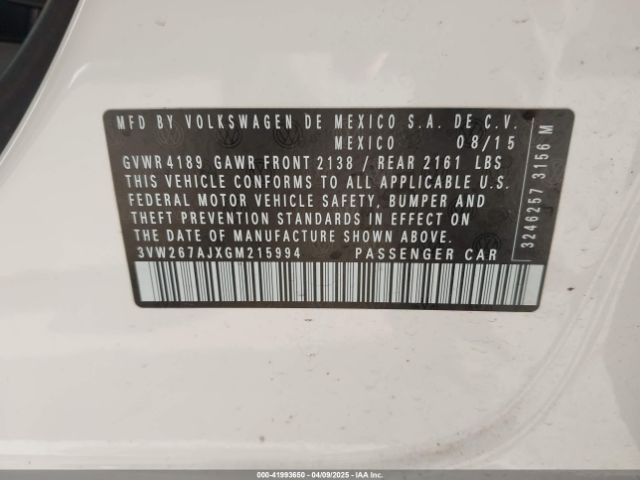 MFD BY VOLKSWAGEN DE MEXICO S.A. DE C.V.
MEXICO 08/15
GVWR 4189 GAWR FRONT 2138 / REAR 2161 LBS
THIS VEHICLE CONFORMS TO ALL APPLICABLE U.S.
FEDERAL MOTOR VEHICLE SAFETY, BUMPER AND
THEFT PREVENTION STANDARDS IN EFFECT ON
THE DATE OF MANUFACTURE SHOWN ABOVE.
3VW267AJXGM215994 PASSENGER CAR
3246257 3156 M
000-41993650 - 04/09/2025 - IAAI.COM